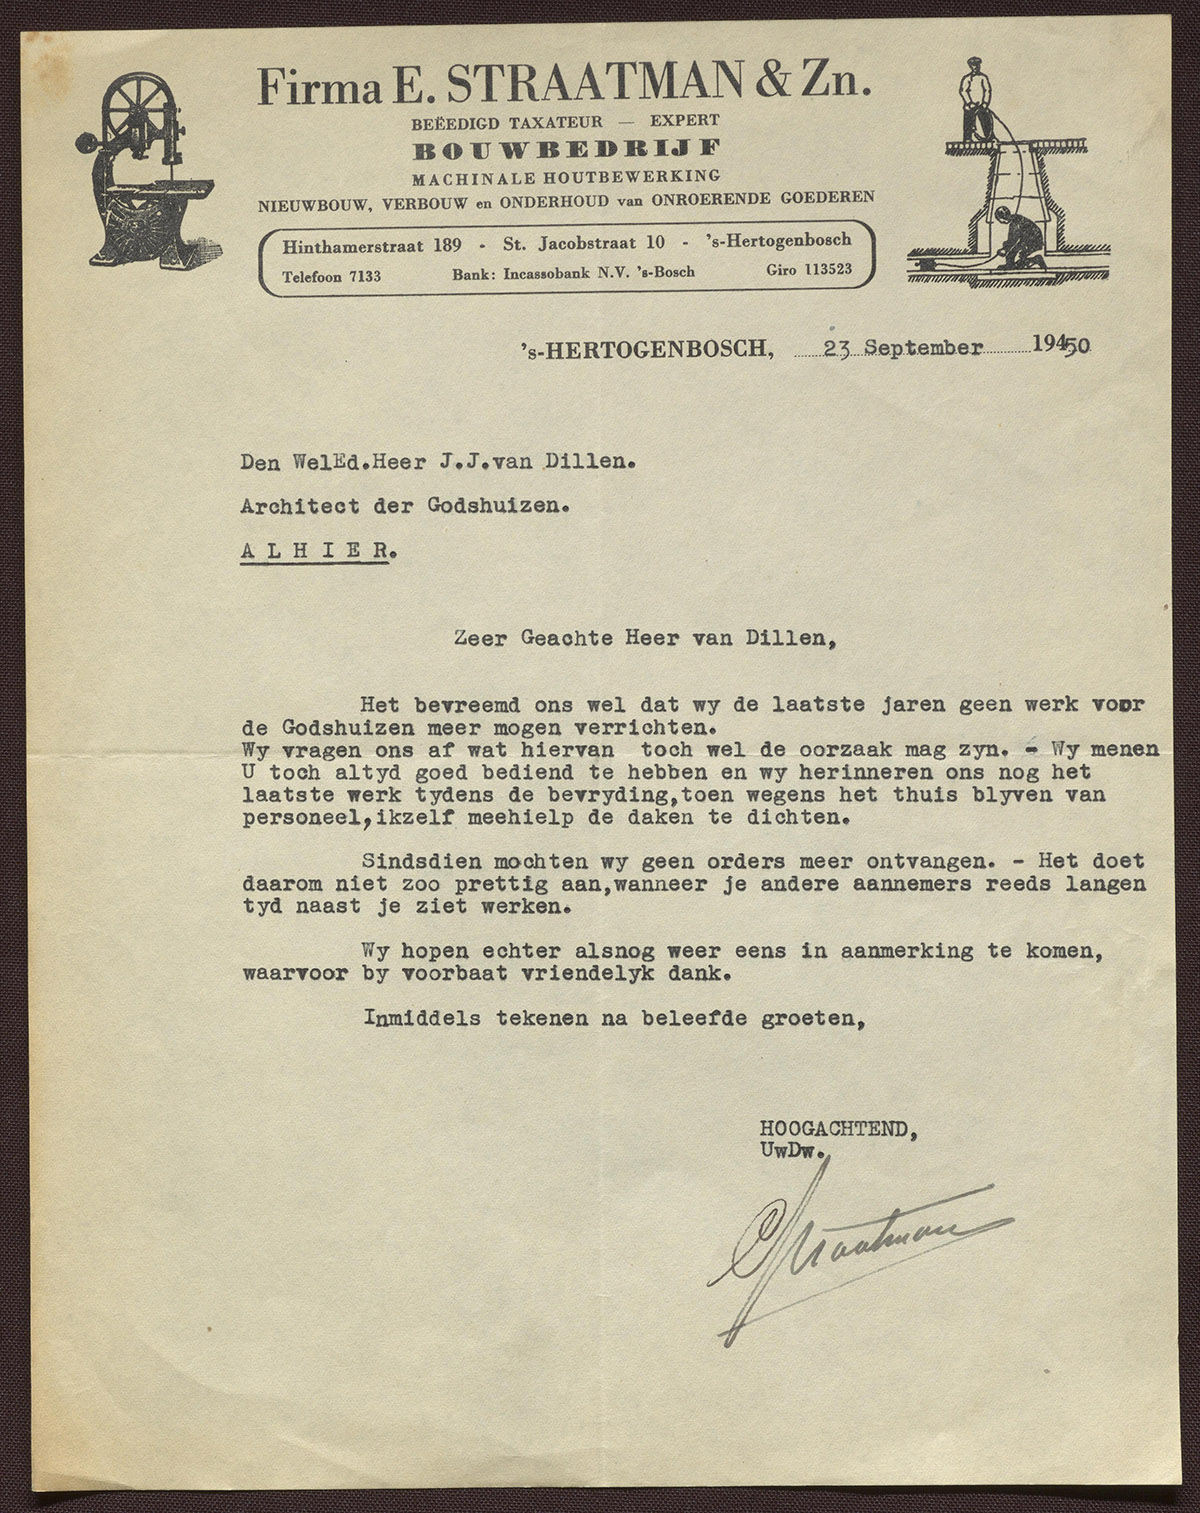 Firma E. STRAATMAN & Zn.
BEËEDIGD TAXATEUR — EXPERT
BOUWBEDRIJF
MACHINALE HOUTBEWERKING
NIEUWBOUW, VERBOUW en ONDERHOUD van ONROERENDE GOEDEREN
Hinthamerstraat 189 - St. Jacobstraat 10 - 's-Hertogenbosch
Telefoon 7133 Bank: Incassobank N.V. 's-Bosch Giro 113523
's-HERTOGENBOSCH, 23 September 19450
Den WelEd.Heer J.J.van Dillen.
Architect der Godshuizen.
A L H I E R.
Zeer Geachte Heer van Dillen,
Het bevreemd ons wel dat wy de laatste jaren geen werk voor
de Godshuizen meer mogen verrichten.
Wy vragen ons af wat hiervan toch wel de oorzaak mag zyn. - Wy menen
U toch altyd goed bediend te hebben en wy herinneren ons nog het
laatste werk tydens de bevryding,toen wegens het thuis blyven van
personeel,ikzelf meehielp de daken te dichten.
Sindsdien mochten wy geen orders meer ontvangen. - Het doet
daarom niet zoo prettig aan,wanneer je andere aannemers reeds langen
tyd naast je ziet werken.
Wy hopen echter alsnog weer eens in aanmerking te komen,
waarvoor by voorbaat vriendelyk dank.
Inmiddels tekenen na beleefde groeten,
HOOGACHTEND,
UwDw.
E Straatman